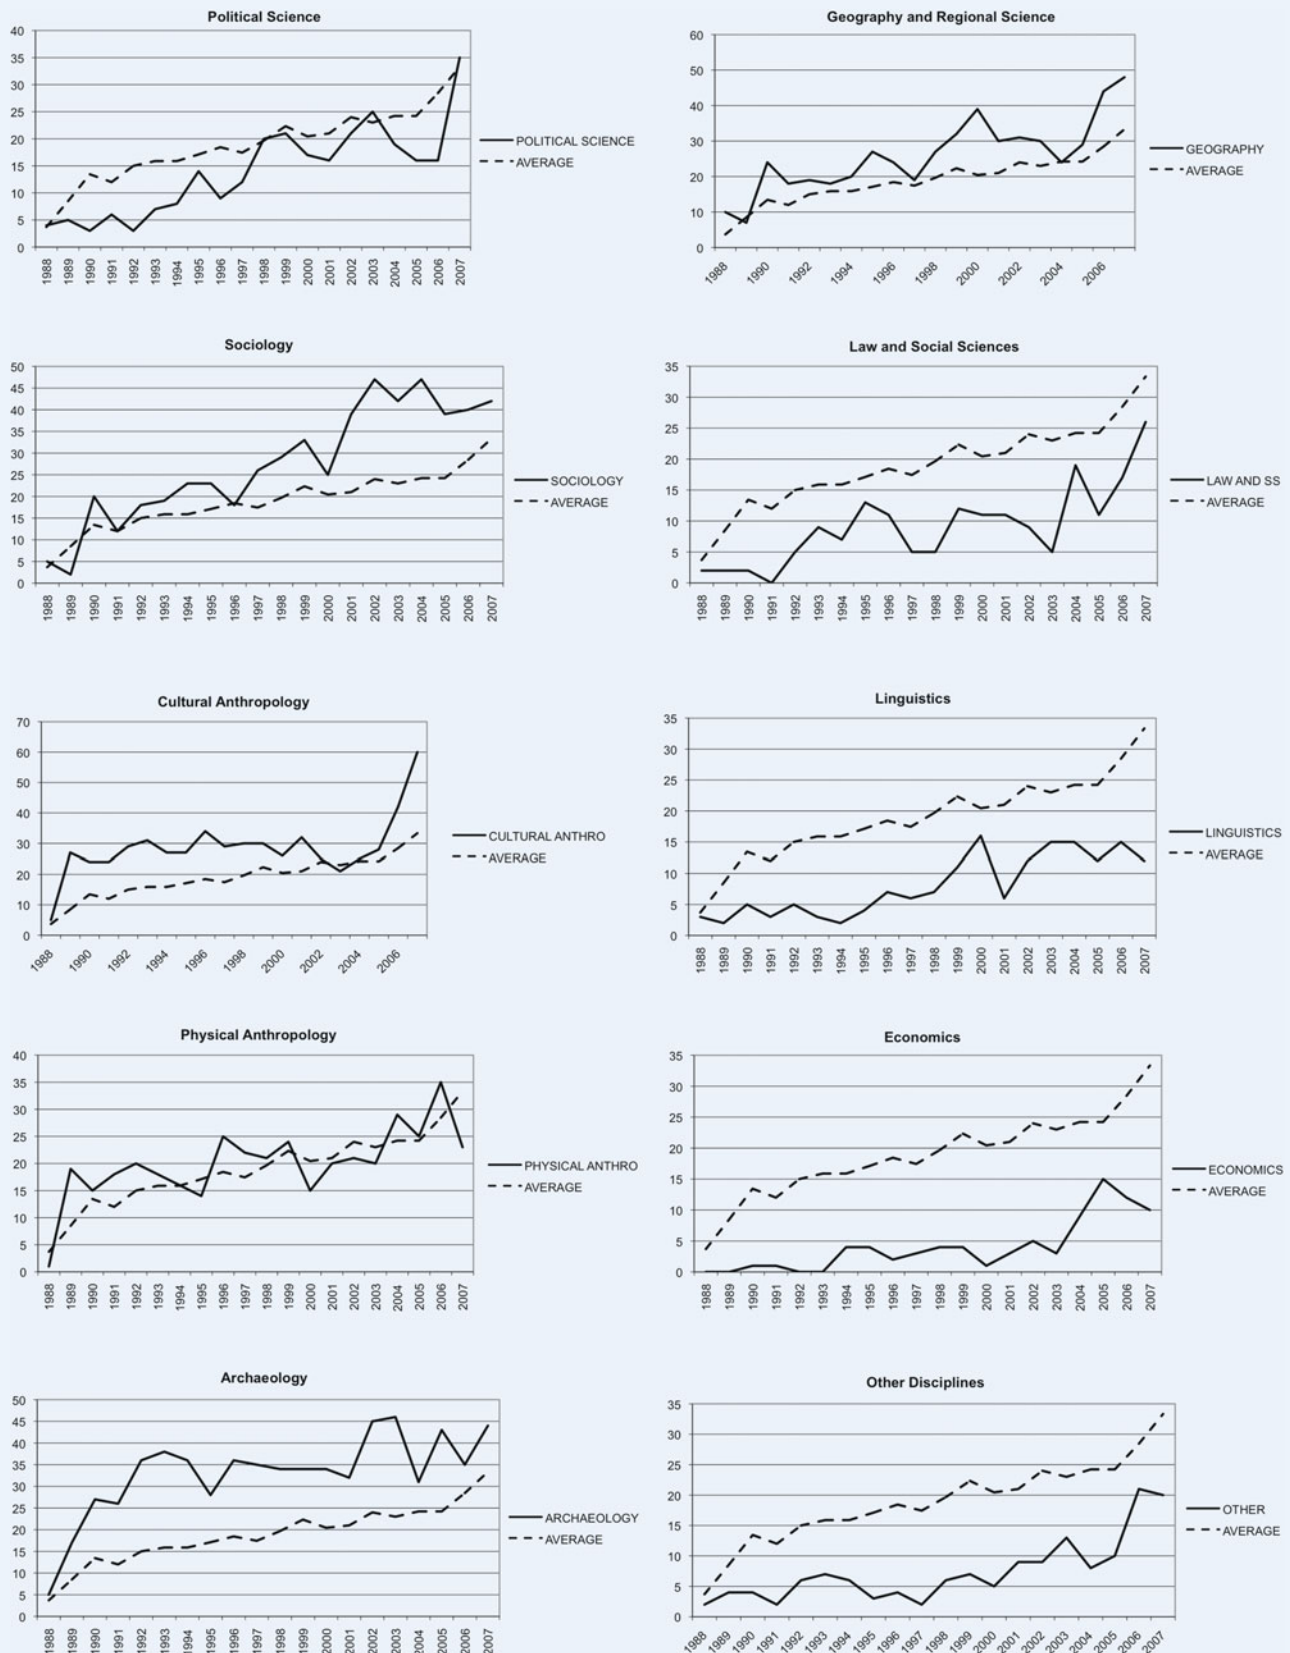 Political Science
40
35
30
25
20
15
10
5
0
1988 1989 1990 1991 1992 1993 1994 1995 1996 1997 1998 1999 2000 2001 2002 2003 2004 2005 2006 2007
POLITICAL SCIENCE
AVERAGE
Geography and Regional Science
60
50
40
30
20
10
0
1988 1990 1992 1994 1996 1998 2000 2002 2004 2006
GEOGRAPHY
AVERAGE
Sociology
50
45
40
35
30
25
20
15
10
5
0
1988 1989 1990 1991 1992 1993 1994 1995 1996 1997 1998 1999 2000 2001 2002 2003 2004 2005 2006 2007
SOCIOLOGY
AVERAGE
Law and Social Sciences
35
30
25
20
15
10
5
0
1988 1989 1990 1991 1992 1993 1994 1995 1996 1997 1998 1999 2000 2001 2002 2003 2004 2005 2006 2007
LAW AND SS
AVERAGE
Cultural Anthropology
70
60
50
40
30
20
10
0
1988 1990 1992 1994 1996 1998 2000 2002 2004 2006
CULTURAL ANTHRO
AVERAGE
Linguistics
35
30
25
20
15
10
5
0
1988 1989 1990 1991 1992 1993 1994 1995 1996 1997 1998 1999 2000 2001 2002 2003 2004 2005 2006 2007
LINGUISTICS
AVERAGE
Physical Anthropology
40
35
30
25
20
15
10
5
0
1988 1989 1990 1991 1992 1993 1994 1995 1996 1997 1998 1999 2000 2001 2002 2003 2004 2005 2006 2007
PHYSICAL ANTHRO
AVERAGE
Economics
35
30
25
20
15
10
5
0
1988 1989 1990 1991 1992 1993 1994 1995 1996 1997 1998 1999 2000 2001 2002 2003 2004 2005 2006 2007
ECONOMICS
AVERAGE
Archaeology
50
45
40
35
30
25
20
15
10
5
0
1988 1989 1990 1991 1992 1993 1994 1995 1996 1997 1998 1999 2000 2001 2002 2003 2004 2005 2006 2007
ARCHAEOLOGY
AVERAGE
Other Disciplines
35
30
25
20
15
10
5
0
1988 1989 1990 1991 1992 1993 1994 1995 1996 1997 1998 1999 2000 2001 2002 2003 2004 2005 2006 2007
OTHER
AVERAGE